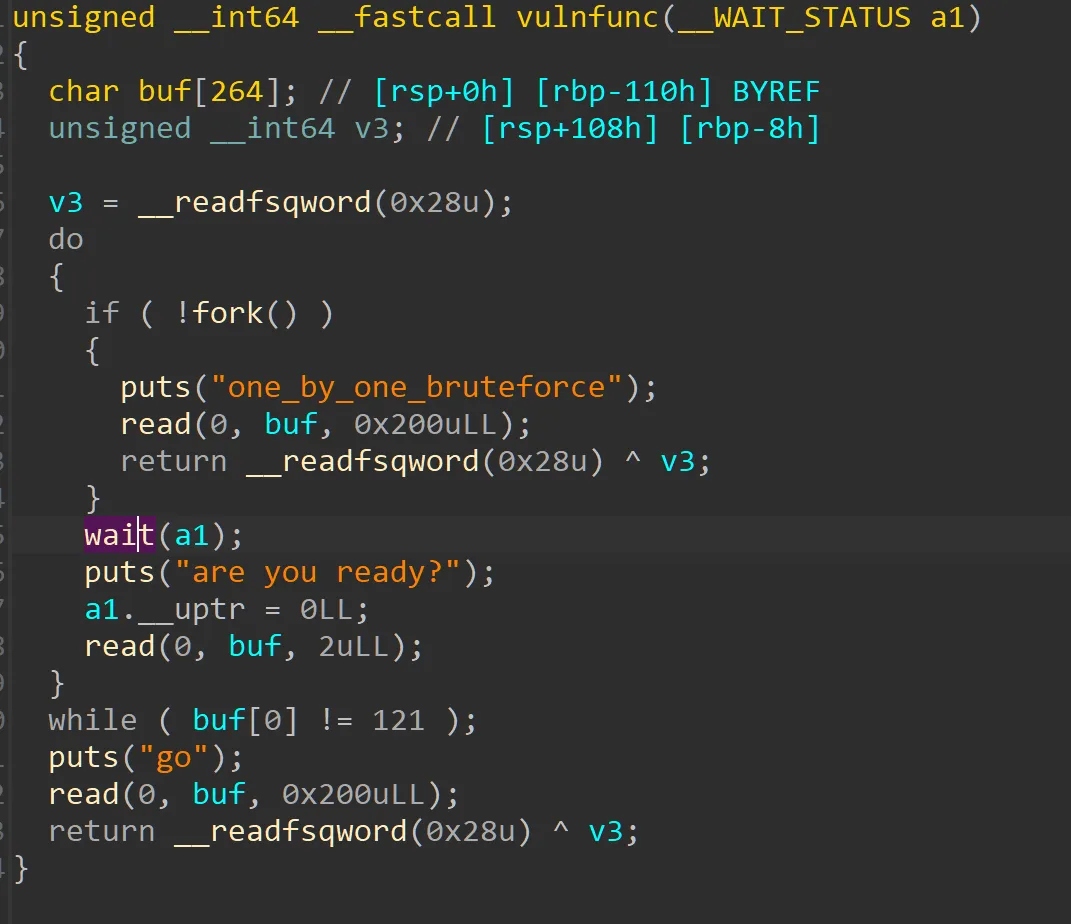 unsigned __int64 __fastcall vulnfunc(__WAIT_STATUS a1)
{
  char buf[264]; // [rsp+0h] [rbp-110h] BYREF
  unsigned __int64 v3; // [rsp+108h] [rbp-8h]

  v3 = __readfsqword(0x28u);
  do
  {
    if ( !fork() )
    {
      puts("one_by_one_bruteforce");
      read(0, buf, 0x200uLL);
      return __readfsqword(0x28u) ^ v3;
    }
    wait(a1);
    puts("are you ready?");
    a1.__uptr = 0LL;
    read(0, buf, 2uLL);
  }
  while ( buf[0] != 121 );
  puts("go");
  read(0, buf, 0x200uLL);
  return __readfsqword(0x28u) ^ v3;
}